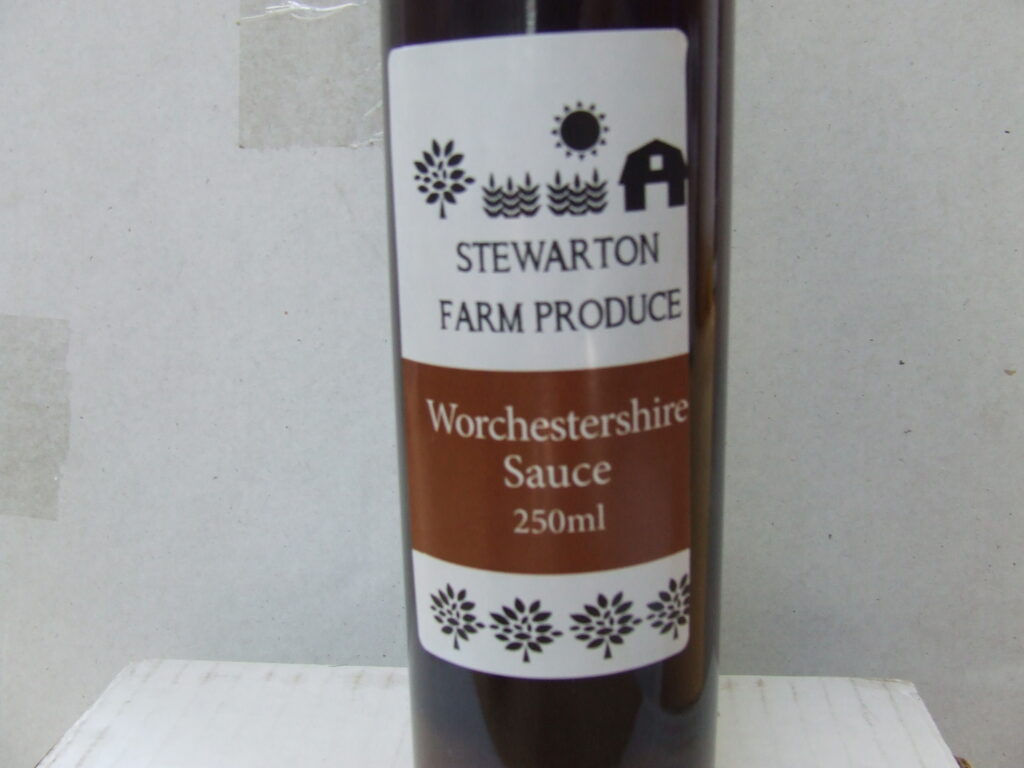 STEWARTON
FARM PRODUCE
Worchestershire
Sauce
250ml